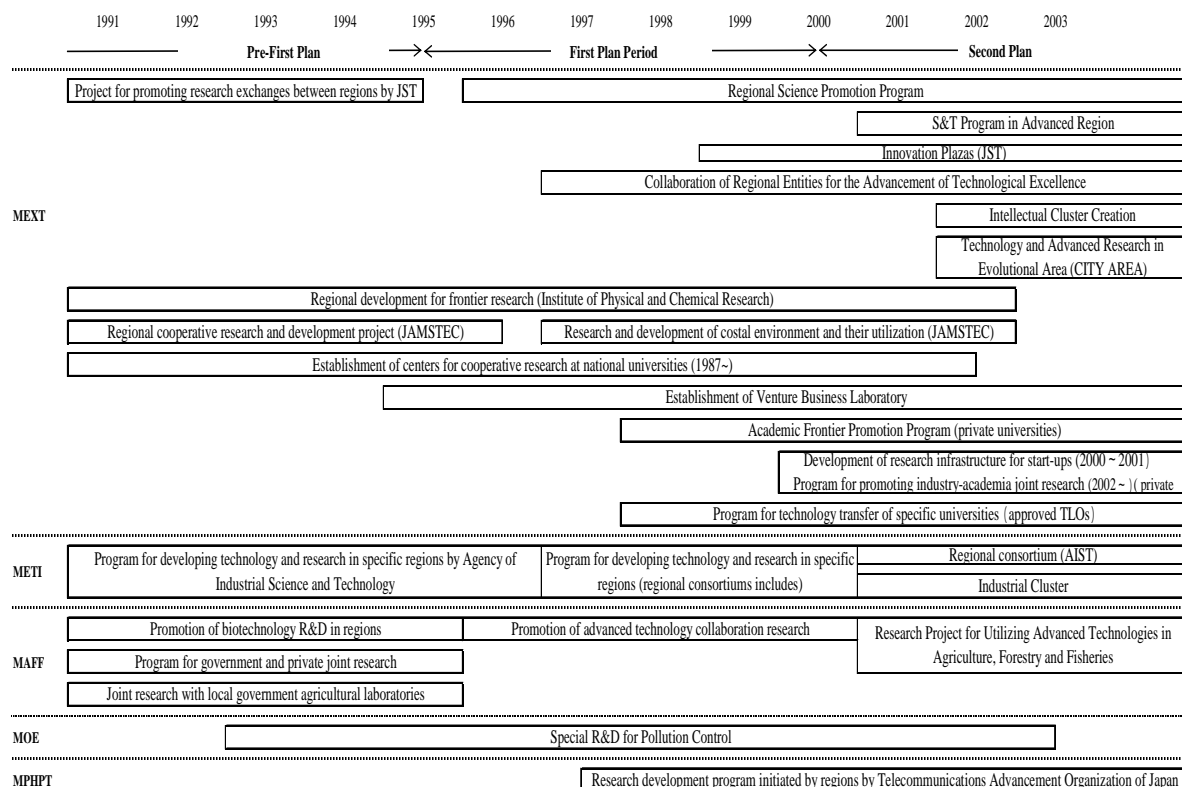 1991 1992 1993 1994 1995 1996 1997 1998 1999 2000 2001 2002 2003
Pre-First Plan First Plan Period Second Plan
Project for promoting research exchanges between regions by JST Regional Science Promotion Program
S&T Program in Advanced Region
Innovation Plazas (JST)
Collaboration of Regional Entities for the Advancement of Technological Excellence
MEXT
Intellectual Cluster Creation
Technology and Advanced Research in
Evolutional Area (CITY AREA)
Regional development for frontier research (Institute of Physical and Chemical Research)
Regional cooperative research and development project (JAMSTEC) Research and development of costal environment and their utilization (JAMSTEC)
Establishment of centers for cooperative research at national universities (1987~)
Establishment of Venture Business Laboratory
Academic Frontier Promotion Program (private universities)
Development of research infrastructure for start-ups (2000 ~ 2001)
Program for promoting industry-academia joint research (2002 ~ ) ( private
Program for technology transfer of specific universities (approved TLOs)
METI
Program for developing technology and research in specific regions by Agency of
Industrial Science and Technology
Program for developing technology and research in specific
regions (regional consortiums includes)
Regional consortium (AIST)
Industrial Cluster
MAFF
Promotion of biotechnology R&D in regions Promotion of advanced technology collaboration research
Research Project for Utilizing Advanced Technologies in
Agriculture, Forestry and Fisheries
Program for government and private joint research
Joint research with local government agricultural laboratories
MOE Special R&D for Pollution Control
MPHPT Research development program initiated by regions by Telecommunications Advancement Organization of Japan